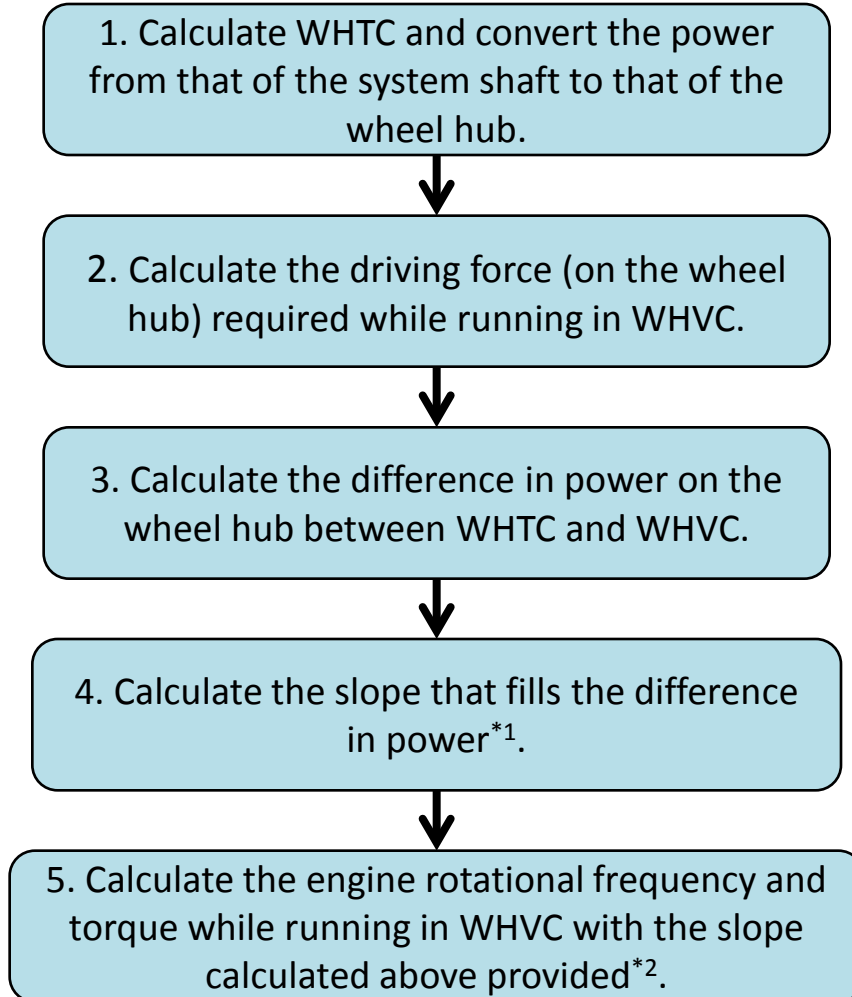 1. Calculate WHTC and convert the power
from that of the system shaft to that of the
wheel hub.
2. Calculate the driving force (on the wheel
hub) required while running in WHVC.
3. Calculate the difference in power on the
wheel hub between WHTC and WHVC.
4. Calculate the slope that fills the difference
in power*1.
5. Calculate the engine rotational frequency and
torque while running in WHVC with the slope
calculated above provided*2.